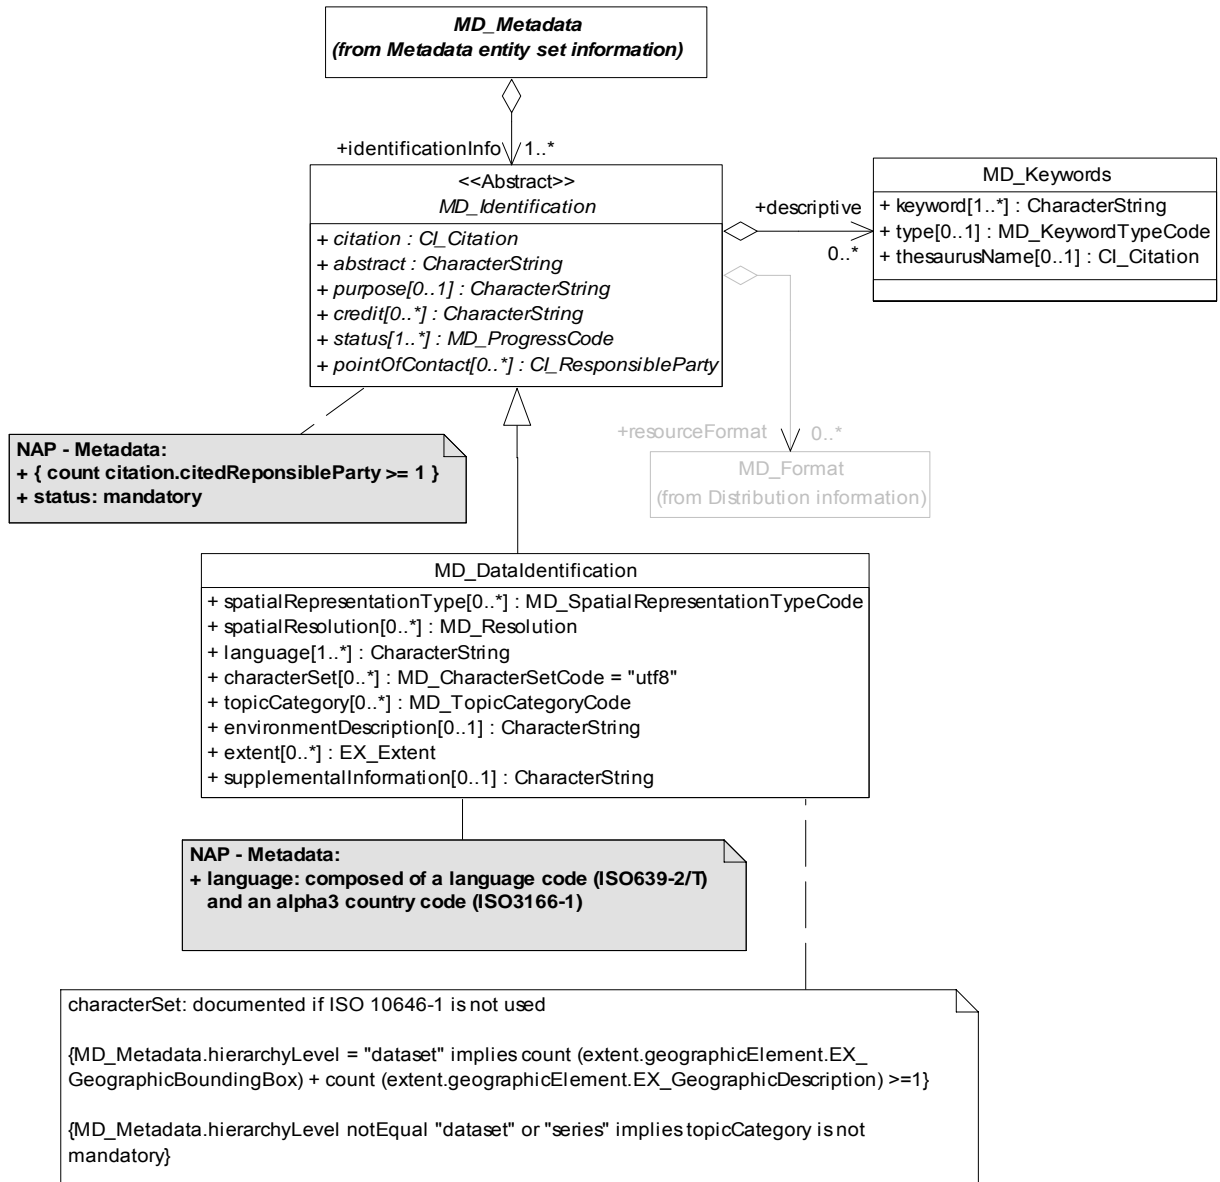 MD_Metadata
(from Metadata entity set information)
+identificationInfo 1..*
<<Abstract>>
MD_Identification
+ citation : CI_Citation
+ abstract : CharacterString
+ purpose[0..1] : CharacterString
+ credit[0..*] : CharacterString
+ status[1..*] : MD_ProgressCode
+ pointOfContact[0..*] : CI_ResponsibleParty
+descriptive
0..*
MD_Keywords
+ keyword[1..*] : CharacterString
+ type[0..1] : MD_KeywordTypeCode
+ thesaurusName[0..1] : CI_Citation
NAP - Metadata:
+ { count citation.citedReponsibleParty >= 1 }
+ status: mandatory
+resourceFormat 0..*
MD_Format
(from Distribution information)
MD_DataIdentification
+ spatialRepresentationType[0..*] : MD_SpatialRepresentationTypeCode
+ spatialResolution[0..*] : MD_Resolution
+ language[1..*] : CharacterString
+ characterSet[0..*] : MD_CharacterSetCode = "utf8"
+ topicCategory[0..*] : MD_TopicCategoryCode
+ environmentDescription[0..1] : CharacterString
+ extent[0..*] : EX_Extent
+ supplementalInformation[0..1] : CharacterString
NAP - Metadata:
+ language: composed of a language code (ISO639-2/T)
and an alpha3 country code (ISO3166-1)
characterSet: documented if ISO 10646-1 is not used
{MD_Metadata.hierarchyLevel = "dataset" implies count (extent.geographicElement.EX_
GeographicBoundingBox) + count (extent.geographicElement.EX_GeographicDescription) >=1}
{MD_Metadata.hierarchyLevel notEqual "dataset" or "series" implies topicCategory is not
mandatory}